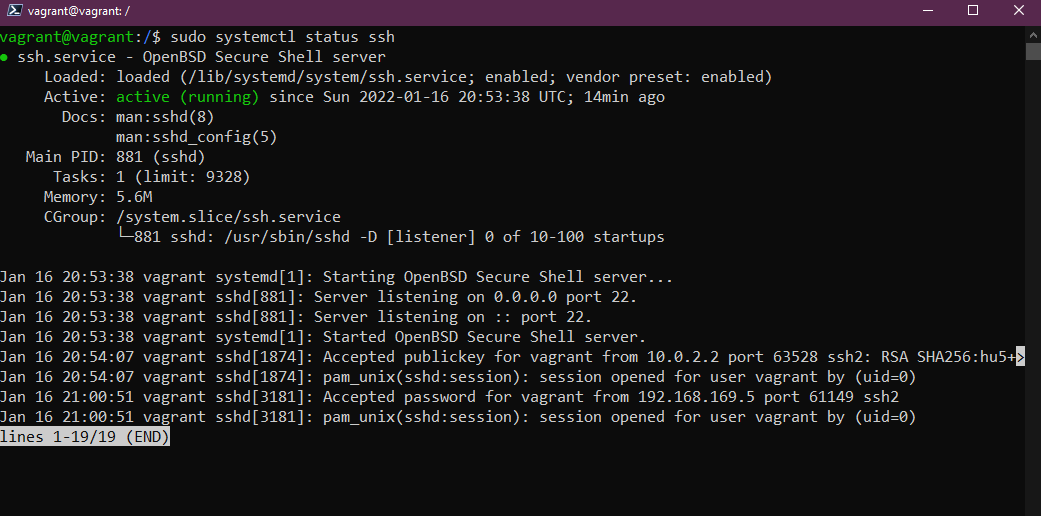 vagrant@vagrant: /
vagrant@vagrant:/$ sudo systemctl status ssh
● ssh.service - OpenBSD Secure Shell server
     Loaded: loaded (/lib/systemd/system/ssh.service; enabled; vendor preset: enabled)
     Active: active (running) since Sun 2022-01-16 20:53:38 UTC; 14min ago
       Docs: man:sshd(8)
             man:sshd_config(5)
   Main PID: 881 (sshd)
      Tasks: 1 (limit: 9328)
     Memory: 5.6M
     CGroup: /system.slice/ssh.service
             └─881 sshd: /usr/sbin/sshd -D [listener] 0 of 10-100 startups

Jan 16 20:53:38 vagrant systemd[1]: Starting OpenBSD Secure Shell server...
Jan 16 20:53:38 vagrant sshd[881]: Server listening on 0.0.0.0 port 22.
Jan 16 20:53:38 vagrant sshd[881]: Server listening on :: port 22.
Jan 16 20:53:38 vagrant systemd[1]: Started OpenBSD Secure Shell server.
Jan 16 20:54:07 vagrant sshd[1874]: Accepted publickey for vagrant from 10.0.2.2 port 63528 ssh2: RSA SHA256:hu5+>
Jan 16 20:54:07 vagrant sshd[1874]: pam_unix(sshd:session): session opened for user vagrant by (uid=0)
Jan 16 21:00:51 vagrant sshd[3181]: Accepted password for vagrant from 192.168.169.5 port 61149 ssh2
Jan 16 21:00:51 vagrant sshd[3181]: pam_unix(sshd:session): session opened for user vagrant by (uid=0)
lines 1-19/19 (END)